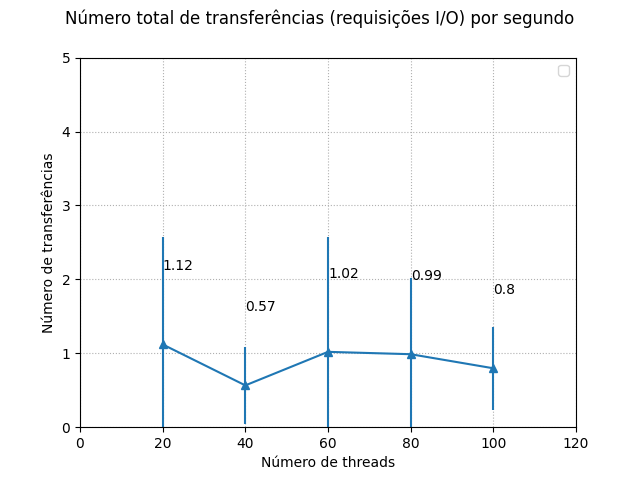 Número total de transferências (requisições I/O) por segundo
5
4
3
2
1
0
Número de transferências
1.12
0.57
1.02
0.99
0.8
0 20 40 60 80 100 120
Número de threads